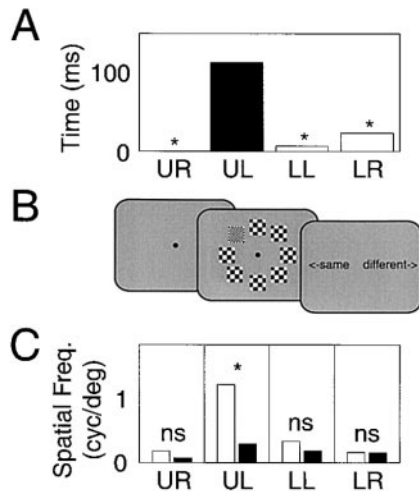 A
Time (ms)
100
0
*
*
*
UR UL LL LR
B
<-same different->
C
Spatial Freq.
(cyc/deg)
1
0
ns
*
ns
ns
UR UL LL LR